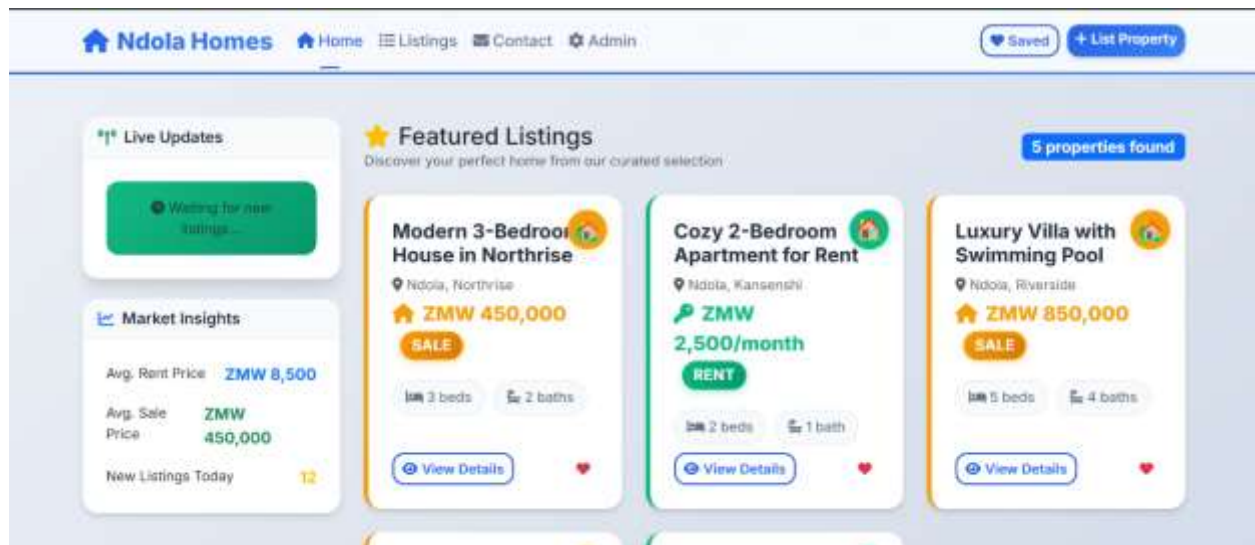 Ndola Homes
Home
Listings
Contact
Admin
Saved
+ List Property
Live Updates
Waiting for new
listings...
Market Insights
Avg. Rent Price ZMW 8,500
Avg. Sale
Price
ZMW
450,000
New Listings Today 12
Featured Listings
Discover your perfect home from our curated selection
5 properties found
Modern 3-Bedroom
House in Northrise
Ndola, Northrise
ZMW 450,000
SALE
3 beds
2 baths
View Details
Cozy 2-Bedroom
Apartment for Rent
Ndola, Kansenshi
ZMW
2,500/month
RENT
2 beds
1 bath
View Details
Luxury Villa with
Swimming Pool
Ndola, Riverside
ZMW 850,000
SALE
5 beds
4 baths
View Details